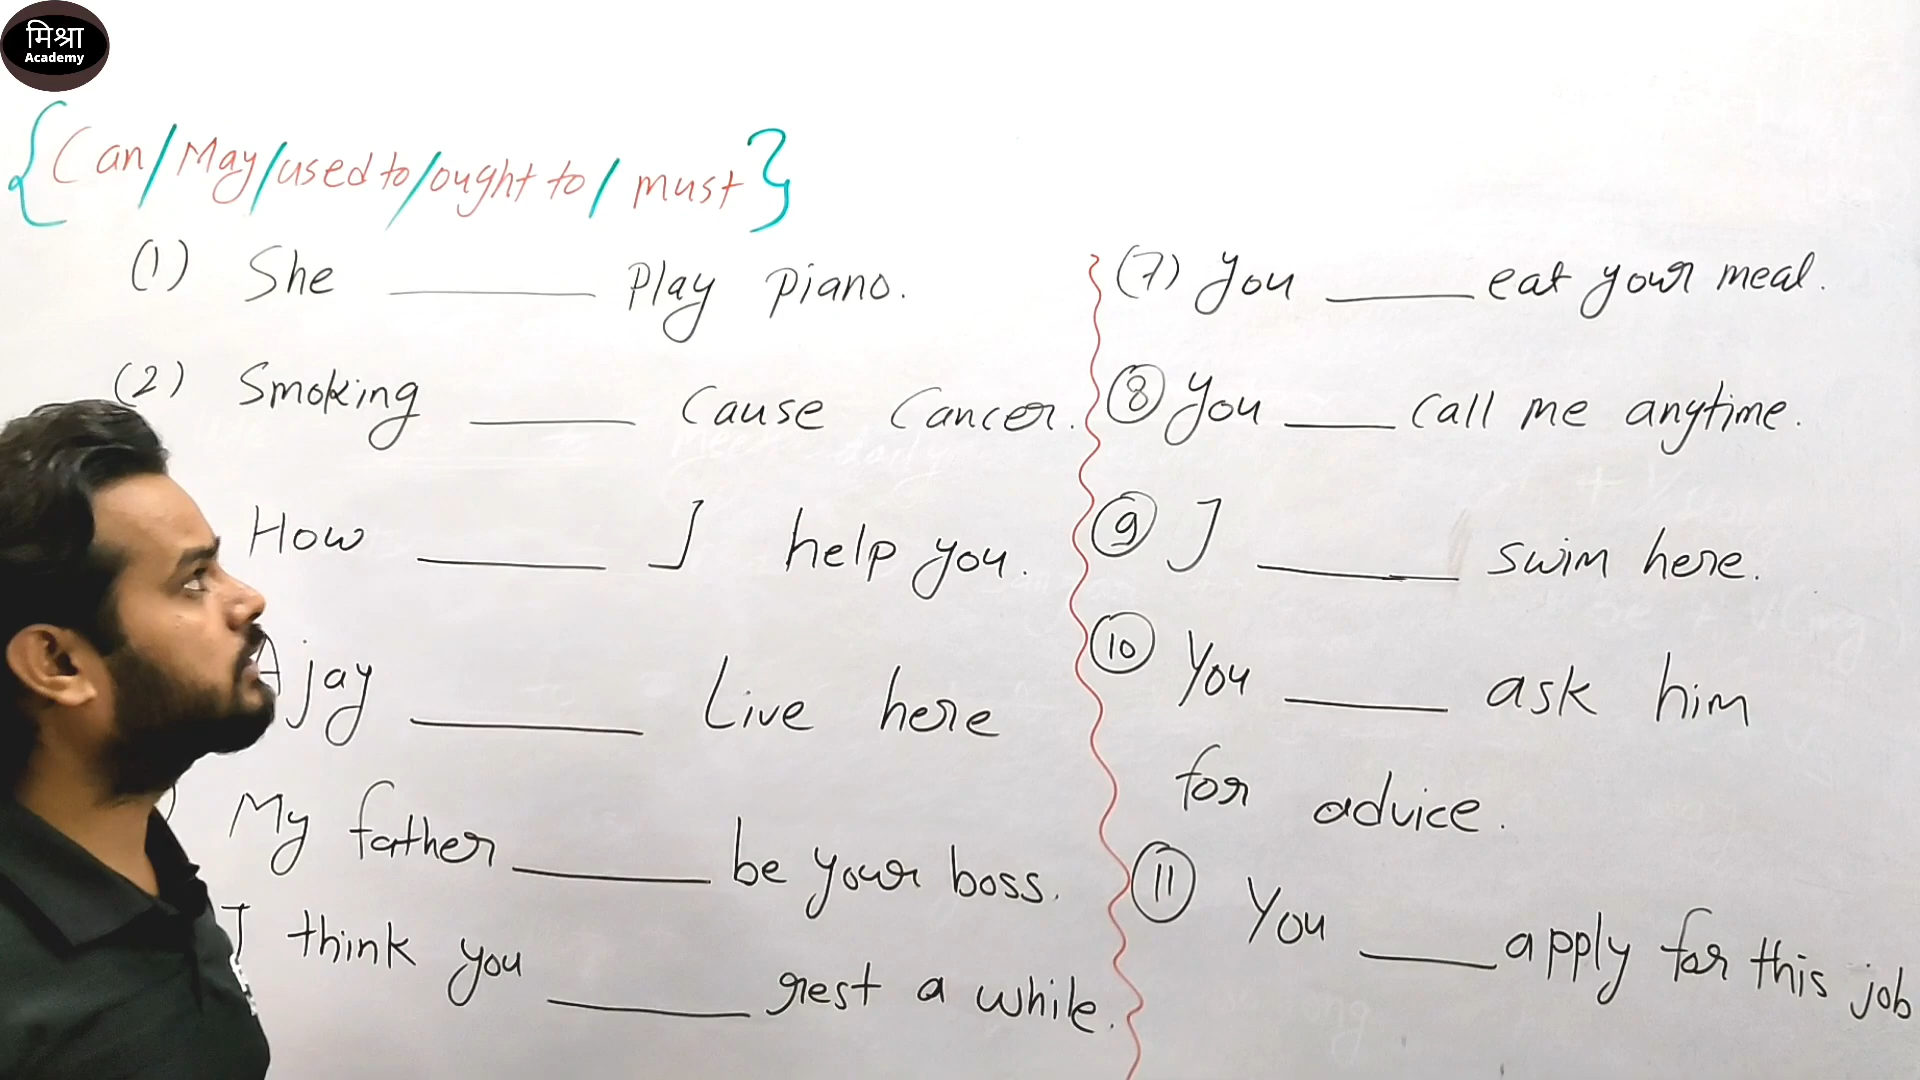 मिश्रा
Academy
{Can/May/used to/ought to/must}
(1) She ______ Play piano.
(2) Smoking ______ Cause Cancer.
How ______ I help you.
Ajay ______ Live here
My father ______ be your boss.
I think you ______ rest a while.
(7) You ______ eat your meal.
(8) You ______ Call me anytime.
(9) I ______ swim here.
(10) You ______ ask him
for advice.
(11) You ______ apply for this job